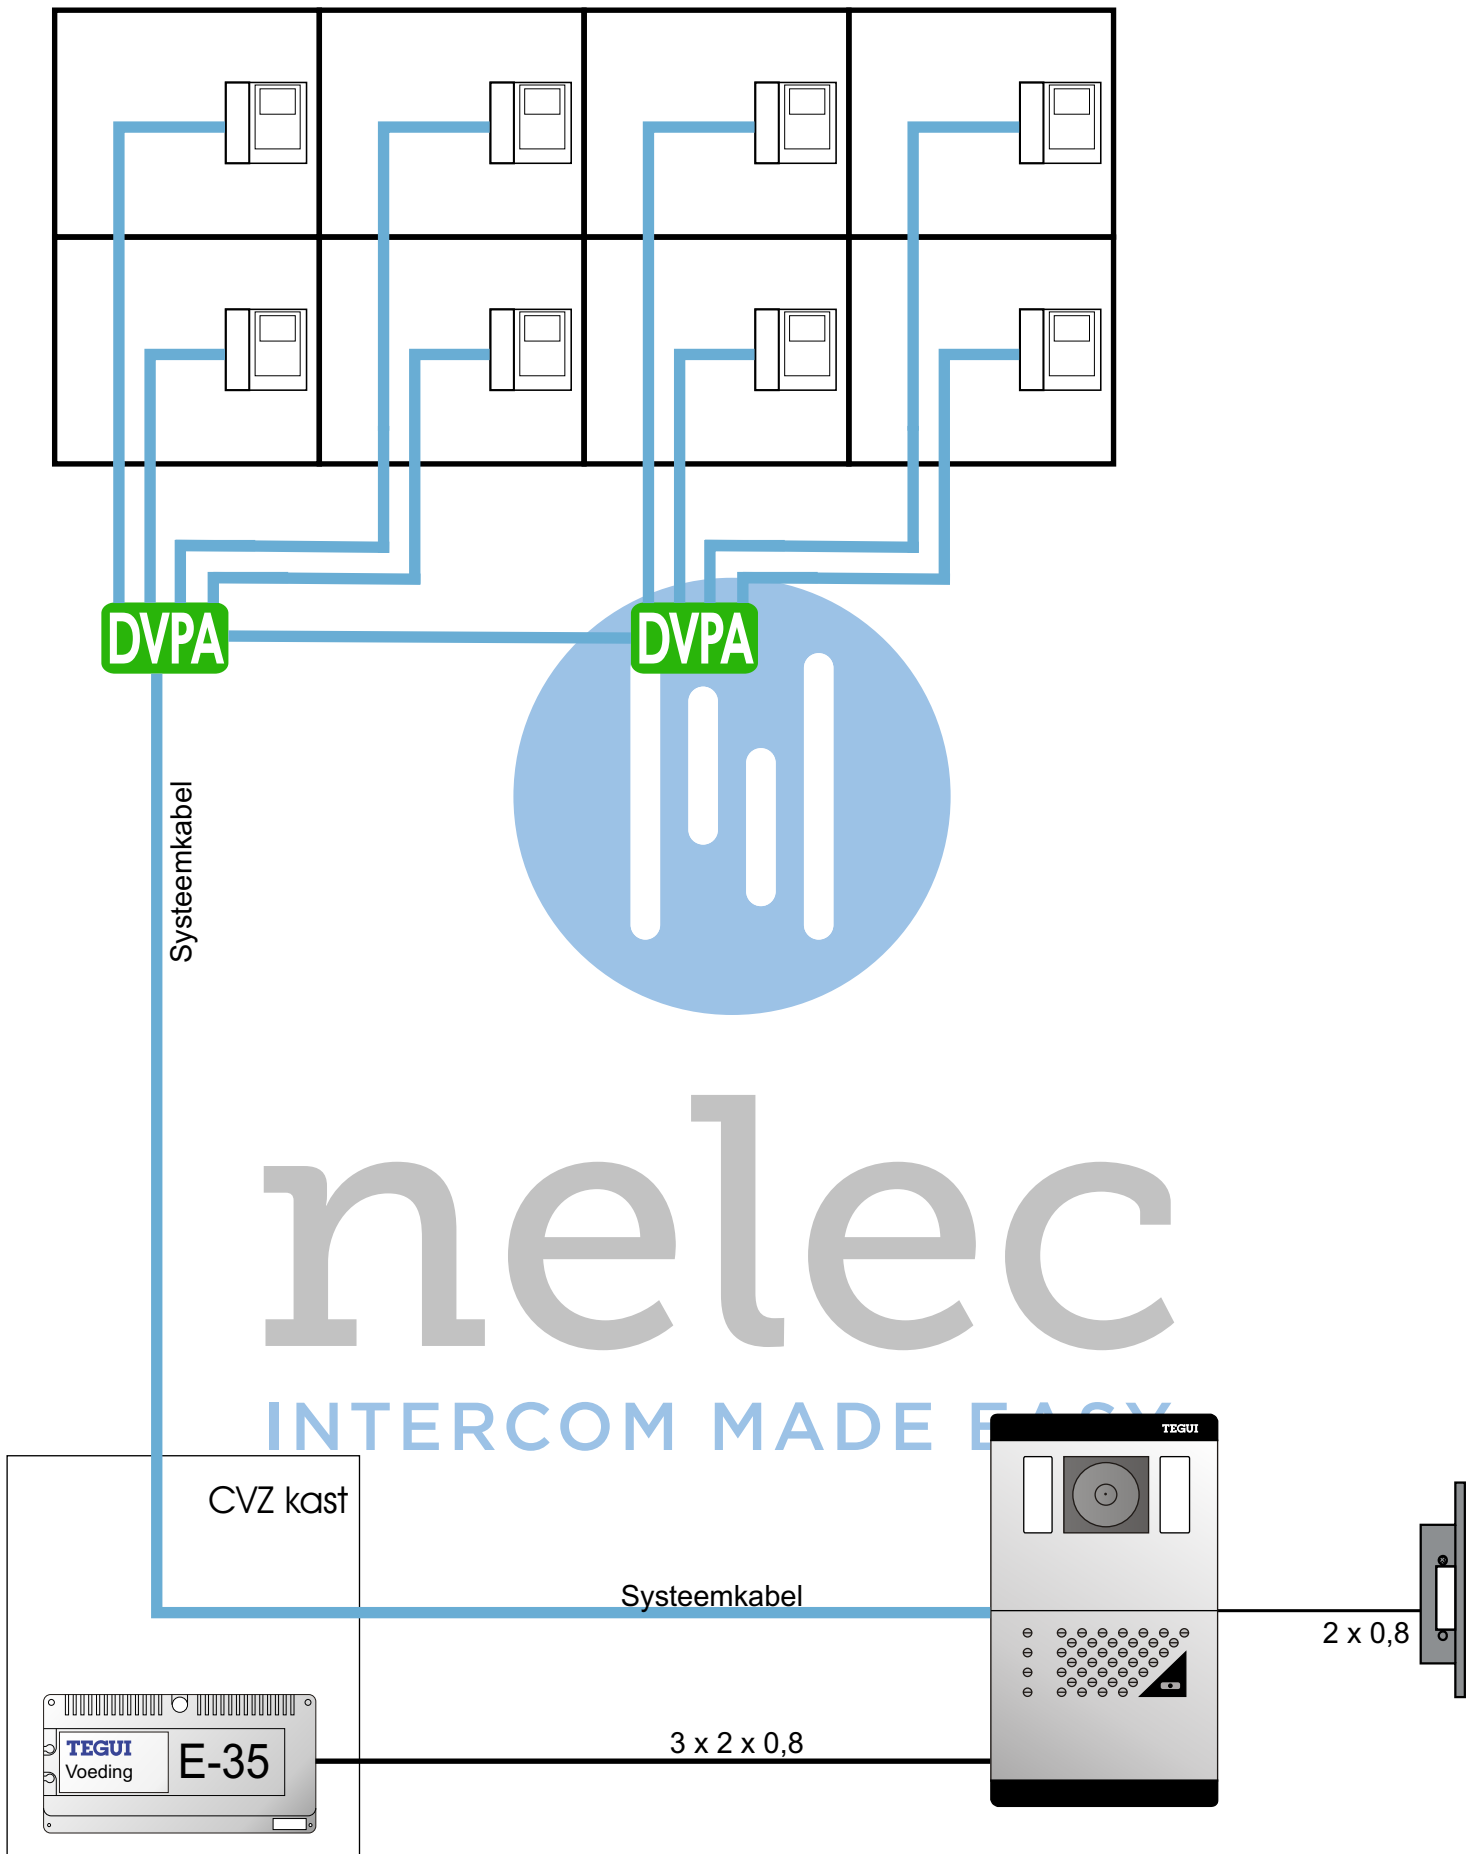 DVPA
DVPA
Systeemkabel
nelec
INTERCOM MADE EASY
TEGUI
CVZ kast
Systeemkabel
2 x 0,8
3 x 2 x 0,8
TEGUI
Voeding
E-35